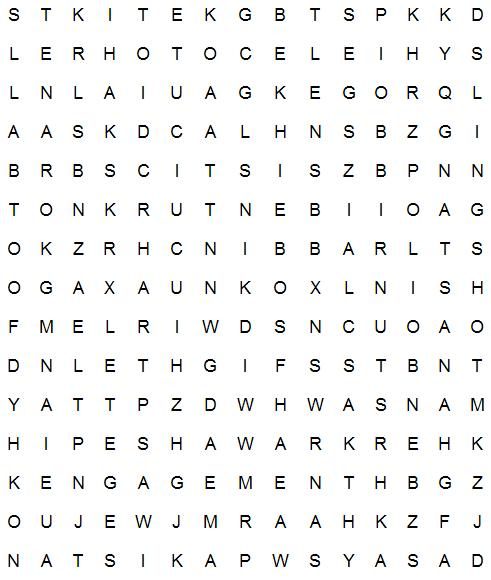 S T K I T E K G B T S P K K D
L E R H O T O C E L E I H Y S
L N L A I U A G K E G O R Q L
A A S K D C A L H N S B Z G I
B R B S C I T S I S Z B P N N
T O N K R U T N E B I I O A G
O K Z R H C N I B B A R L T S
O G A X A U N K O X L N I S H
F M E L R I W D S N C U O A O
D N L E T H G I F S S T B N T
Y A T T P Z D W H W A S N A M
H I P E S H A W A R K R E H K
K E N G A G E M E N T H B G Z
O U J E W J M R A A H K Z F J
N A T S I K A P W S Y A S A D